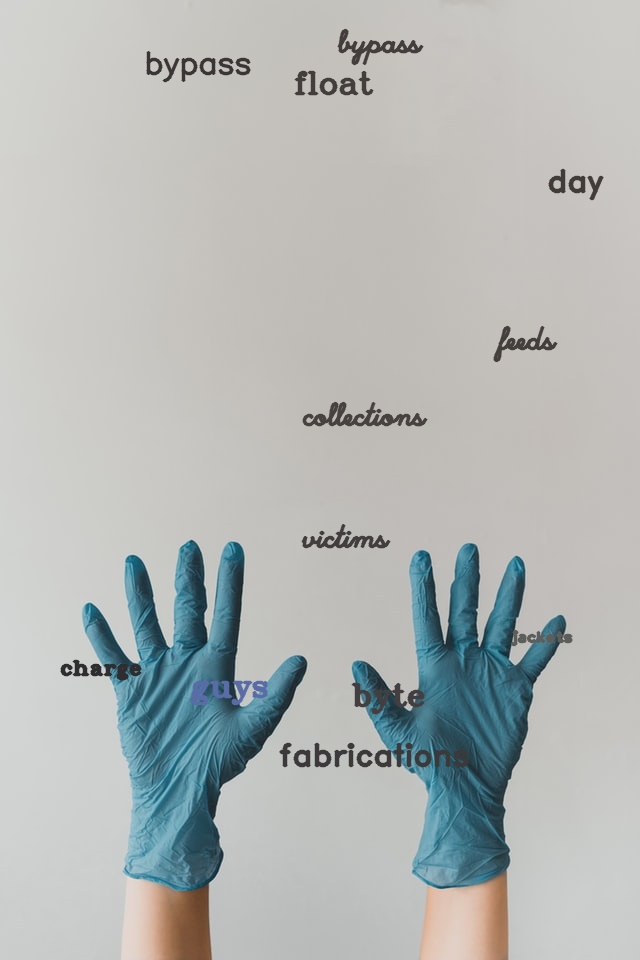 bypass
bypass
float
day
feeds
collections
victims
jackets
charge
guys
byte
fabrications